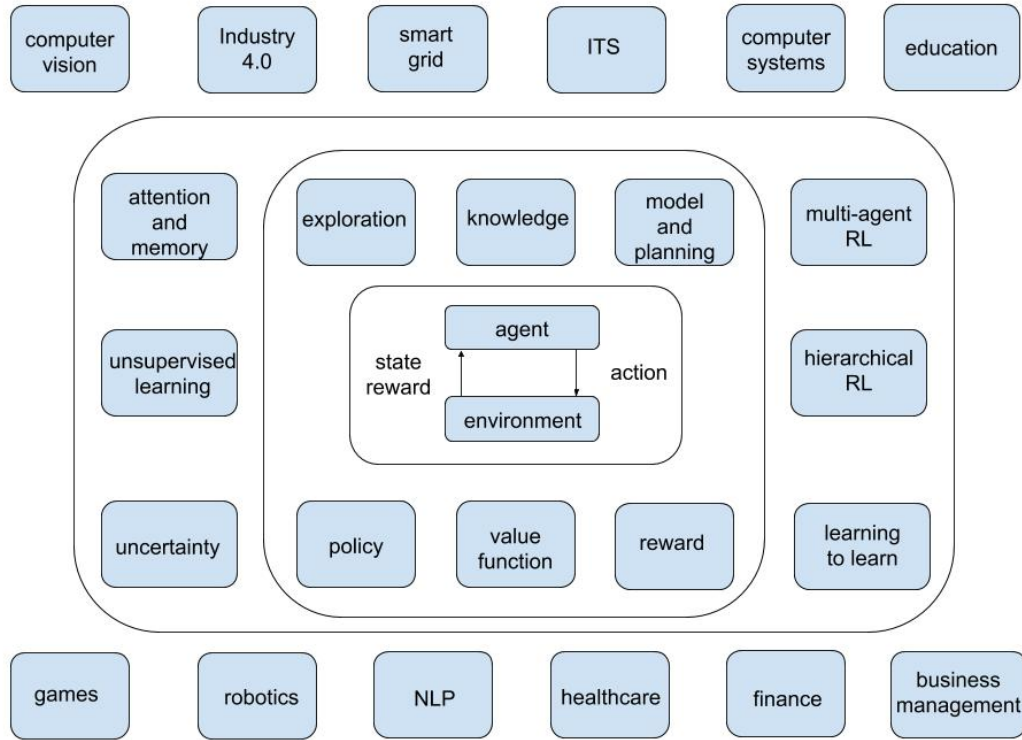 computer
vision
Industry
4.0
smart
grid
ITS
computer
systems
education
attention
and
memory
exploration
knowledge
model
and
planning
multi-agent
RL
unsupervised
learning
state
reward
agent
environment
action
hierarchical
RL
uncertainty
policy
value
function
reward
learning
to learn
games
robotics
NLP
healthcare
finance
business
management